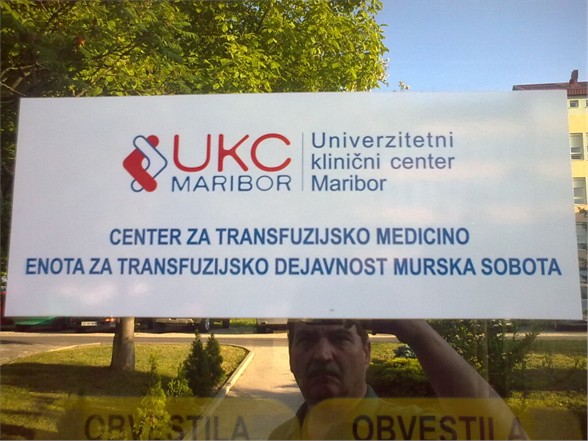 UKC
MARIBOR
Univerzitetni
klinični center
Maribor
CENTER ZA TRANSFUZIJSKO MEDICINO
ENOTA ZA TRANSFUZIJSKO DEJAVNOST MURSKA SOBOTA
OBVESTILA
OBVESTILA